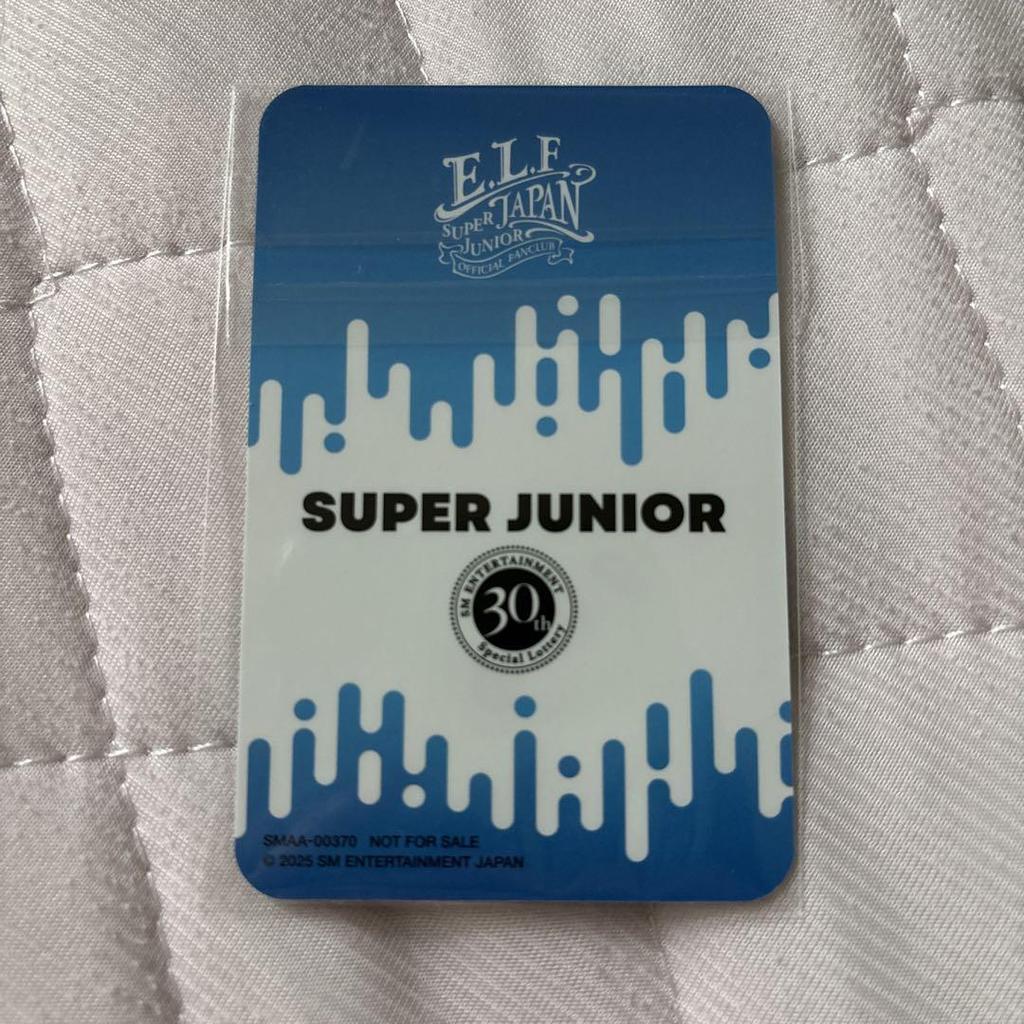 E.L.F.
JAPAN
SUPER
JUNIOR
OFFICIAL FANCLUB
SUPER JUNIOR
SM ENTERTAINMENT
30th
Special Lottery
SMAA-00370 NOT FOR SALE
© 2025 SM ENTERTAINMENT JAPAN